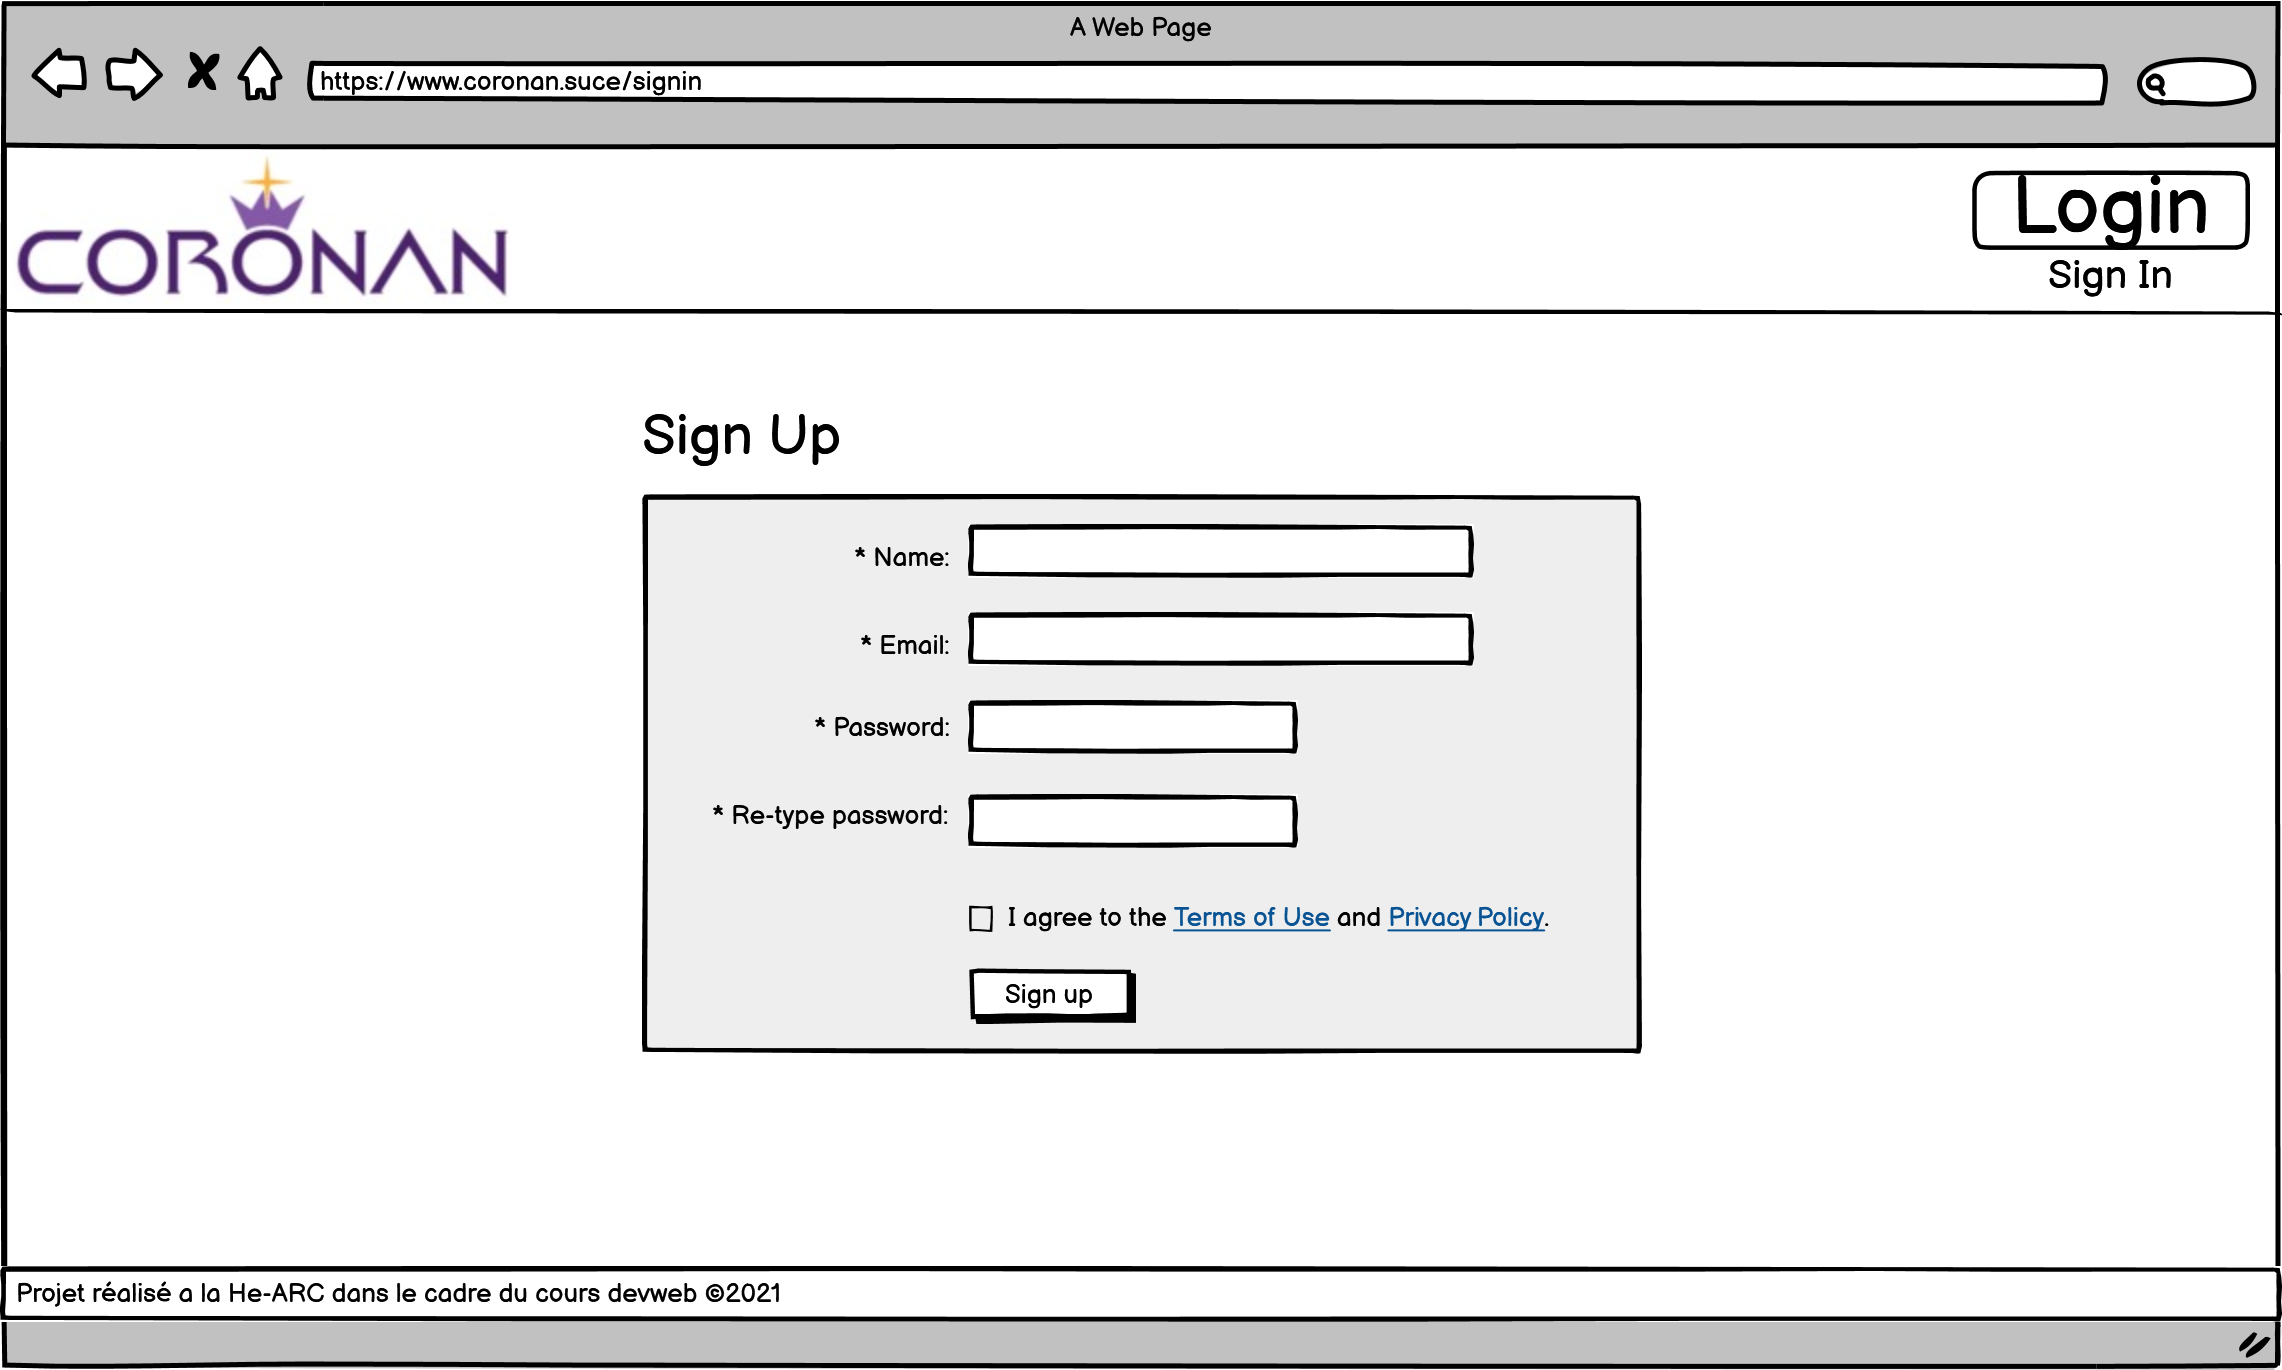 A Web Page
https://www.coronan.suce/signin
CORONAN
Login
Sign In
Sign Up
* Name:
* Email:
* Password:
* Re-type password:
I agree to the Terms of Use and Privacy Policy.
Sign up
Projet réalisé a la He-ARC dans le cadre du cours devweb ©2021